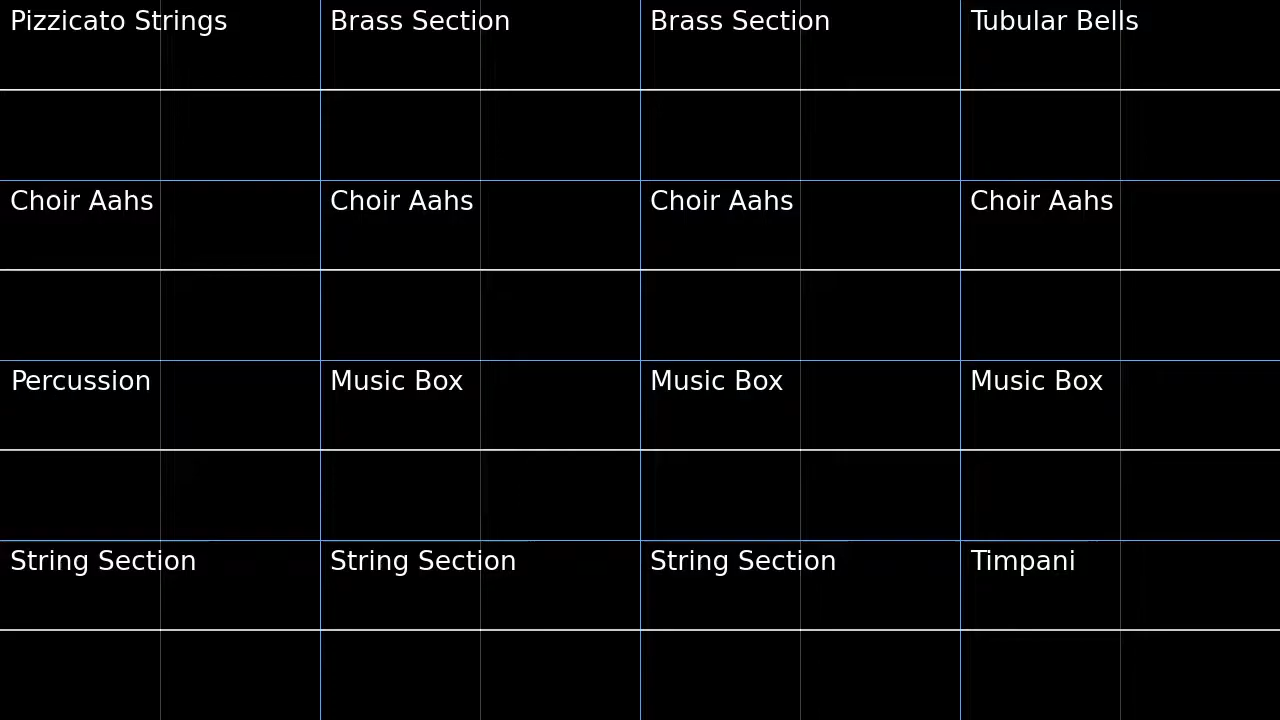 Pizzicato Strings
Brass Section
Brass Section
Tubular Bells
Choir Aahs
Choir Aahs
Choir Aahs
Choir Aahs
Percussion
Music Box
Music Box
Music Box
String Section
String Section
String Section
Timpani